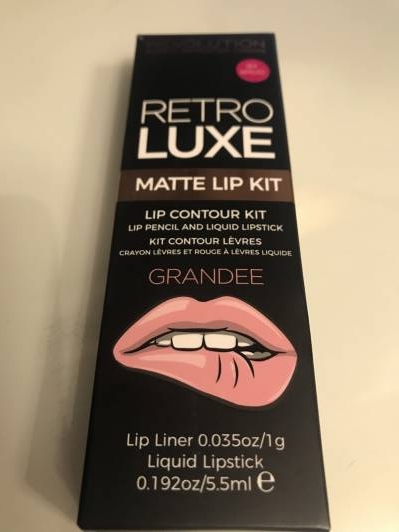 REVOLUTION
RETRO
LUXE
MATTE LIP KIT
LIP CONTOUR KIT
LIP PENCIL AND LIQUID LIPSTICK
KIT CONTOUR LÈVRES
CRAYON LÈVRES ET ROUGE À LÈVRES LIQUIDE
GRANDEE
Lip Liner 0.035oz/1g
Liquid Lipstick
0.192oz/5.5ml ℮